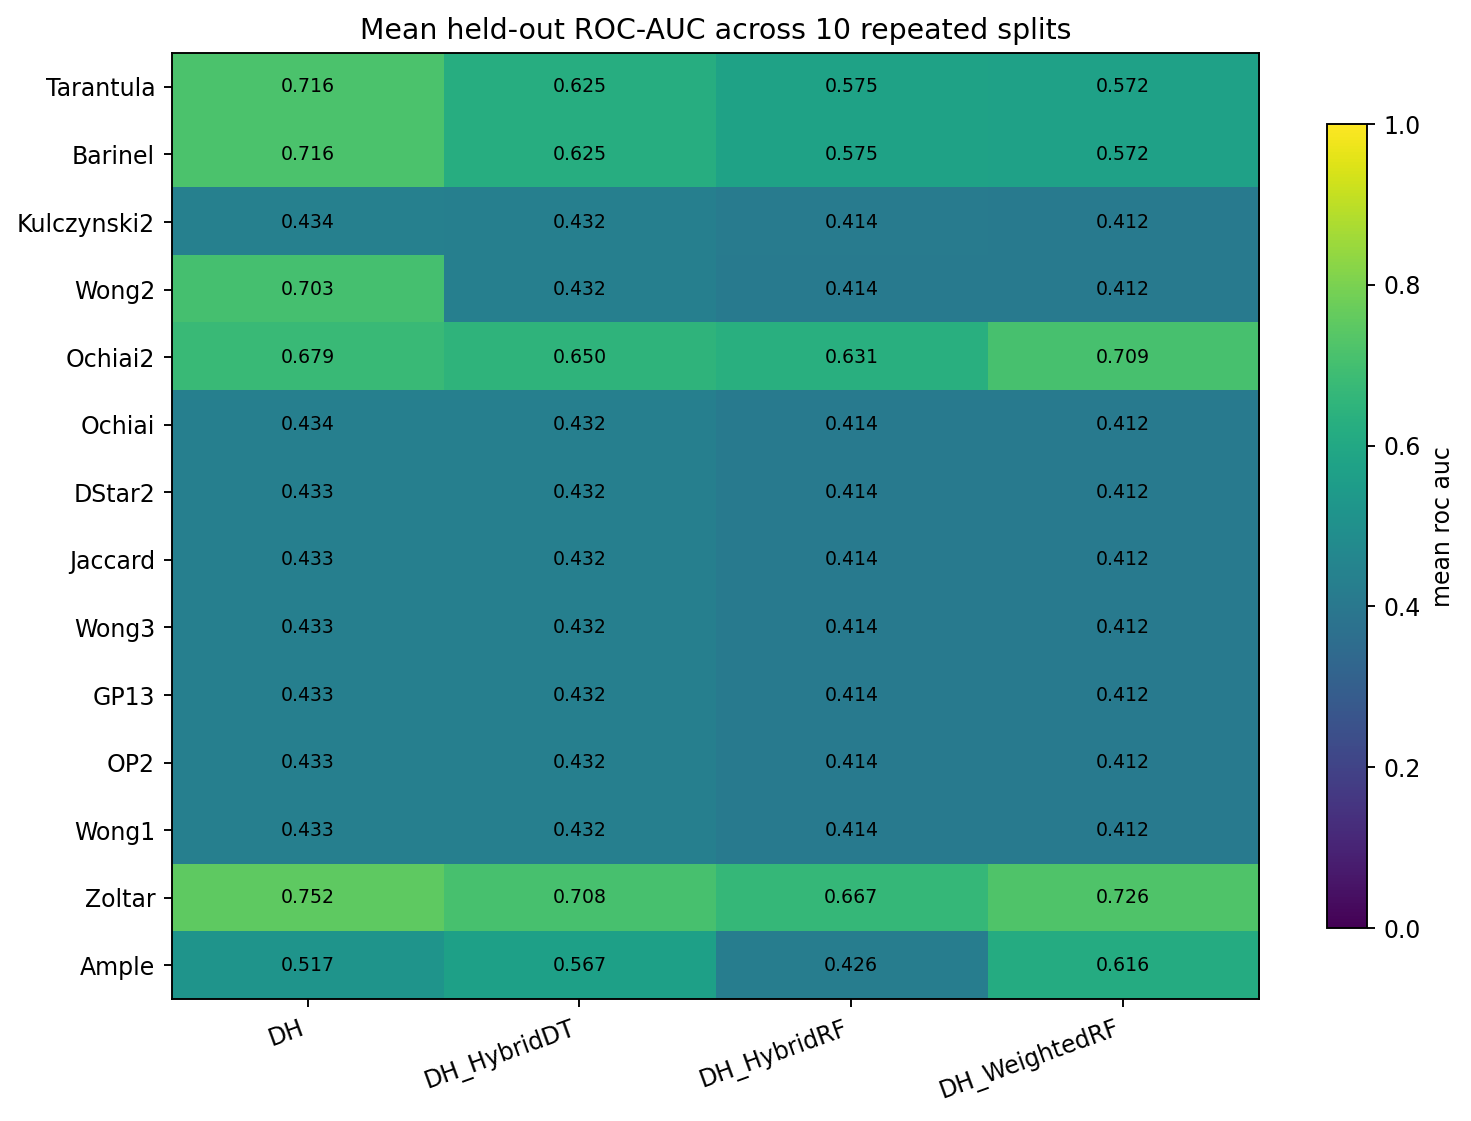 Mean held-out ROC-AUC across 10 repeated splits
Tarantula 0.716 0.625 0.575 0.572
Barinel 0.716 0.625 0.575 0.572
Kulczynski2 0.434 0.432 0.414 0.412
Wong2 0.703 0.432 0.414 0.412
Ochiai2 0.679 0.650 0.631 0.709
Ochiai 0.434 0.432 0.414 0.412
DStar2 0.433 0.432 0.414 0.412
Jaccard 0.433 0.432 0.414 0.412
Wong3 0.433 0.432 0.414 0.412
GP13 0.433 0.432 0.414 0.412
OP2 0.433 0.432 0.414 0.412
Wong1 0.433 0.432 0.414 0.412
Zoltar 0.752 0.708 0.667 0.726
Ample 0.517 0.567 0.426 0.616
DH DH_HybridDT DH_HybridRF DH_WeightedRF
1.0
0.8
0.6
0.4
0.2
0.0
mean roc auc